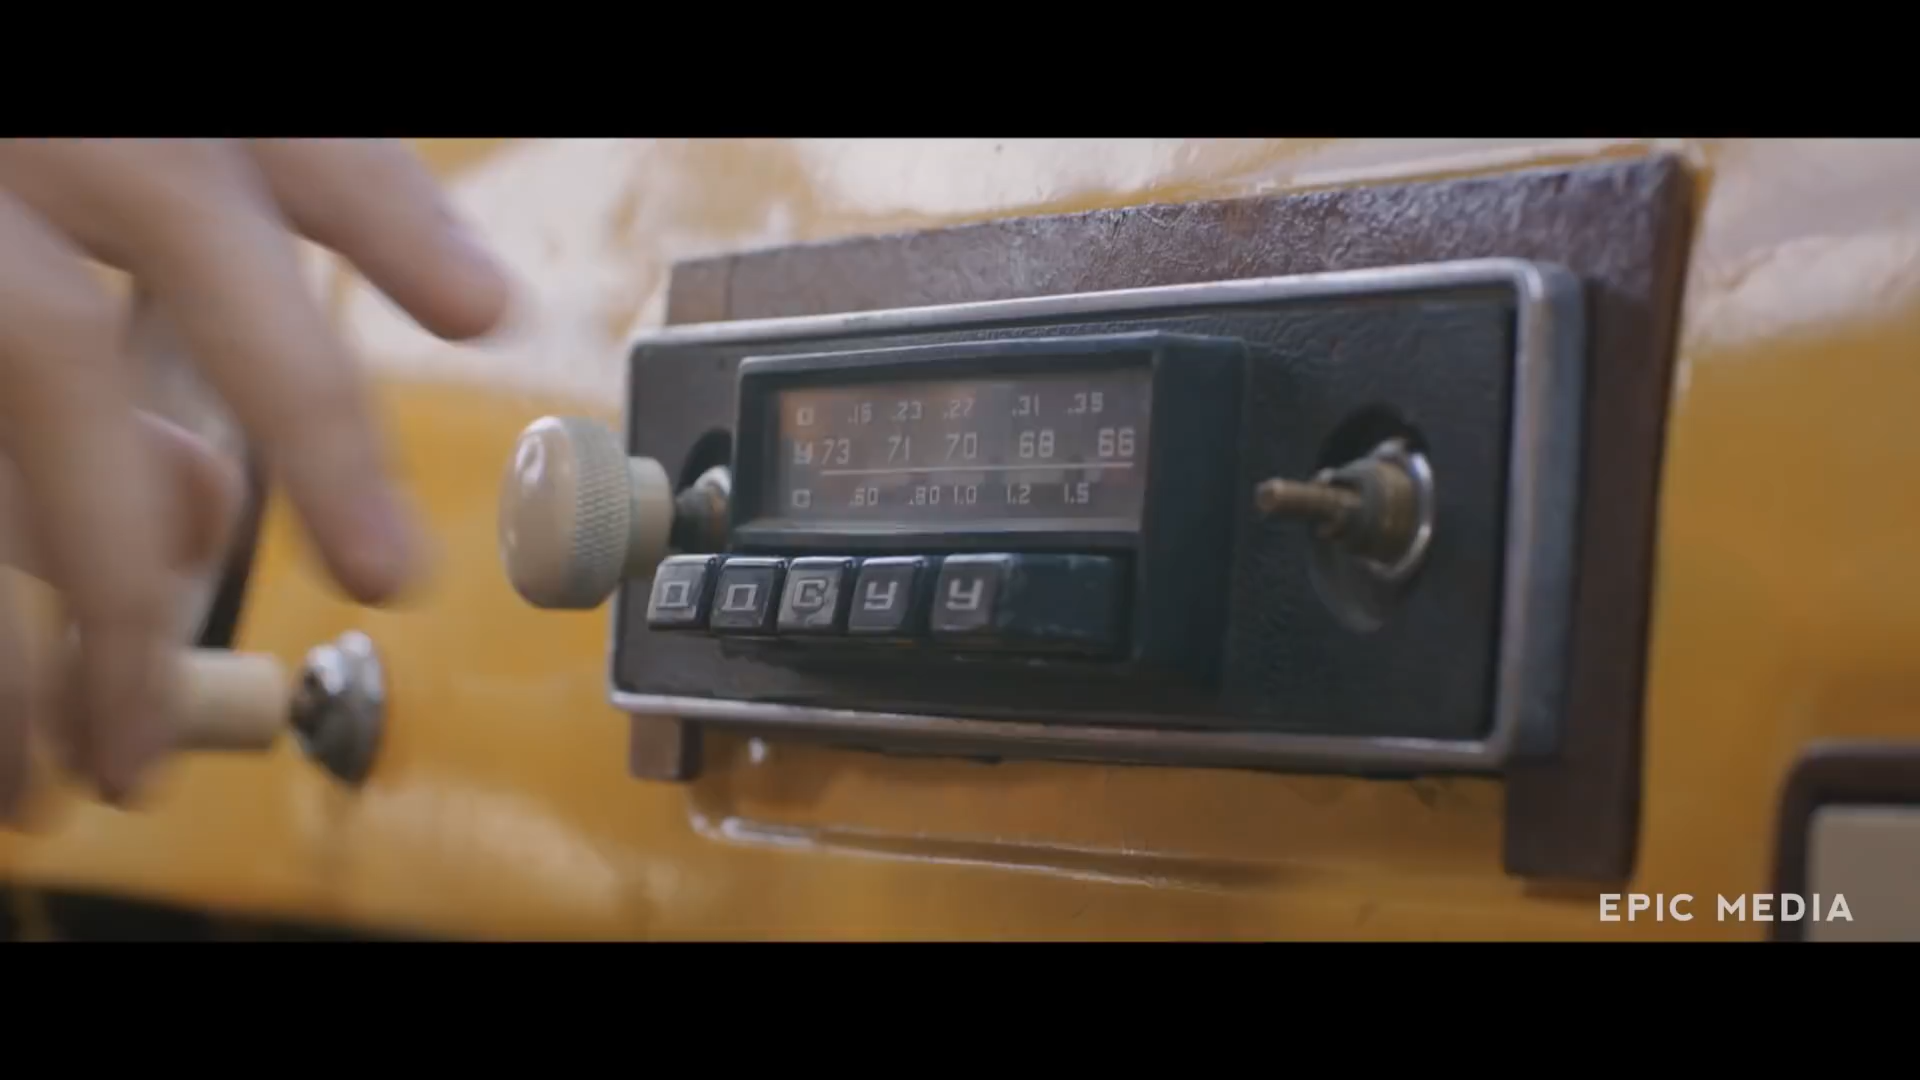 Д .15 .23 .27 .31 .35
У 73 71 70 68 66
С .60 .80 1.0 1.2 1.5
Д Д С У У
EPIC MEDIA